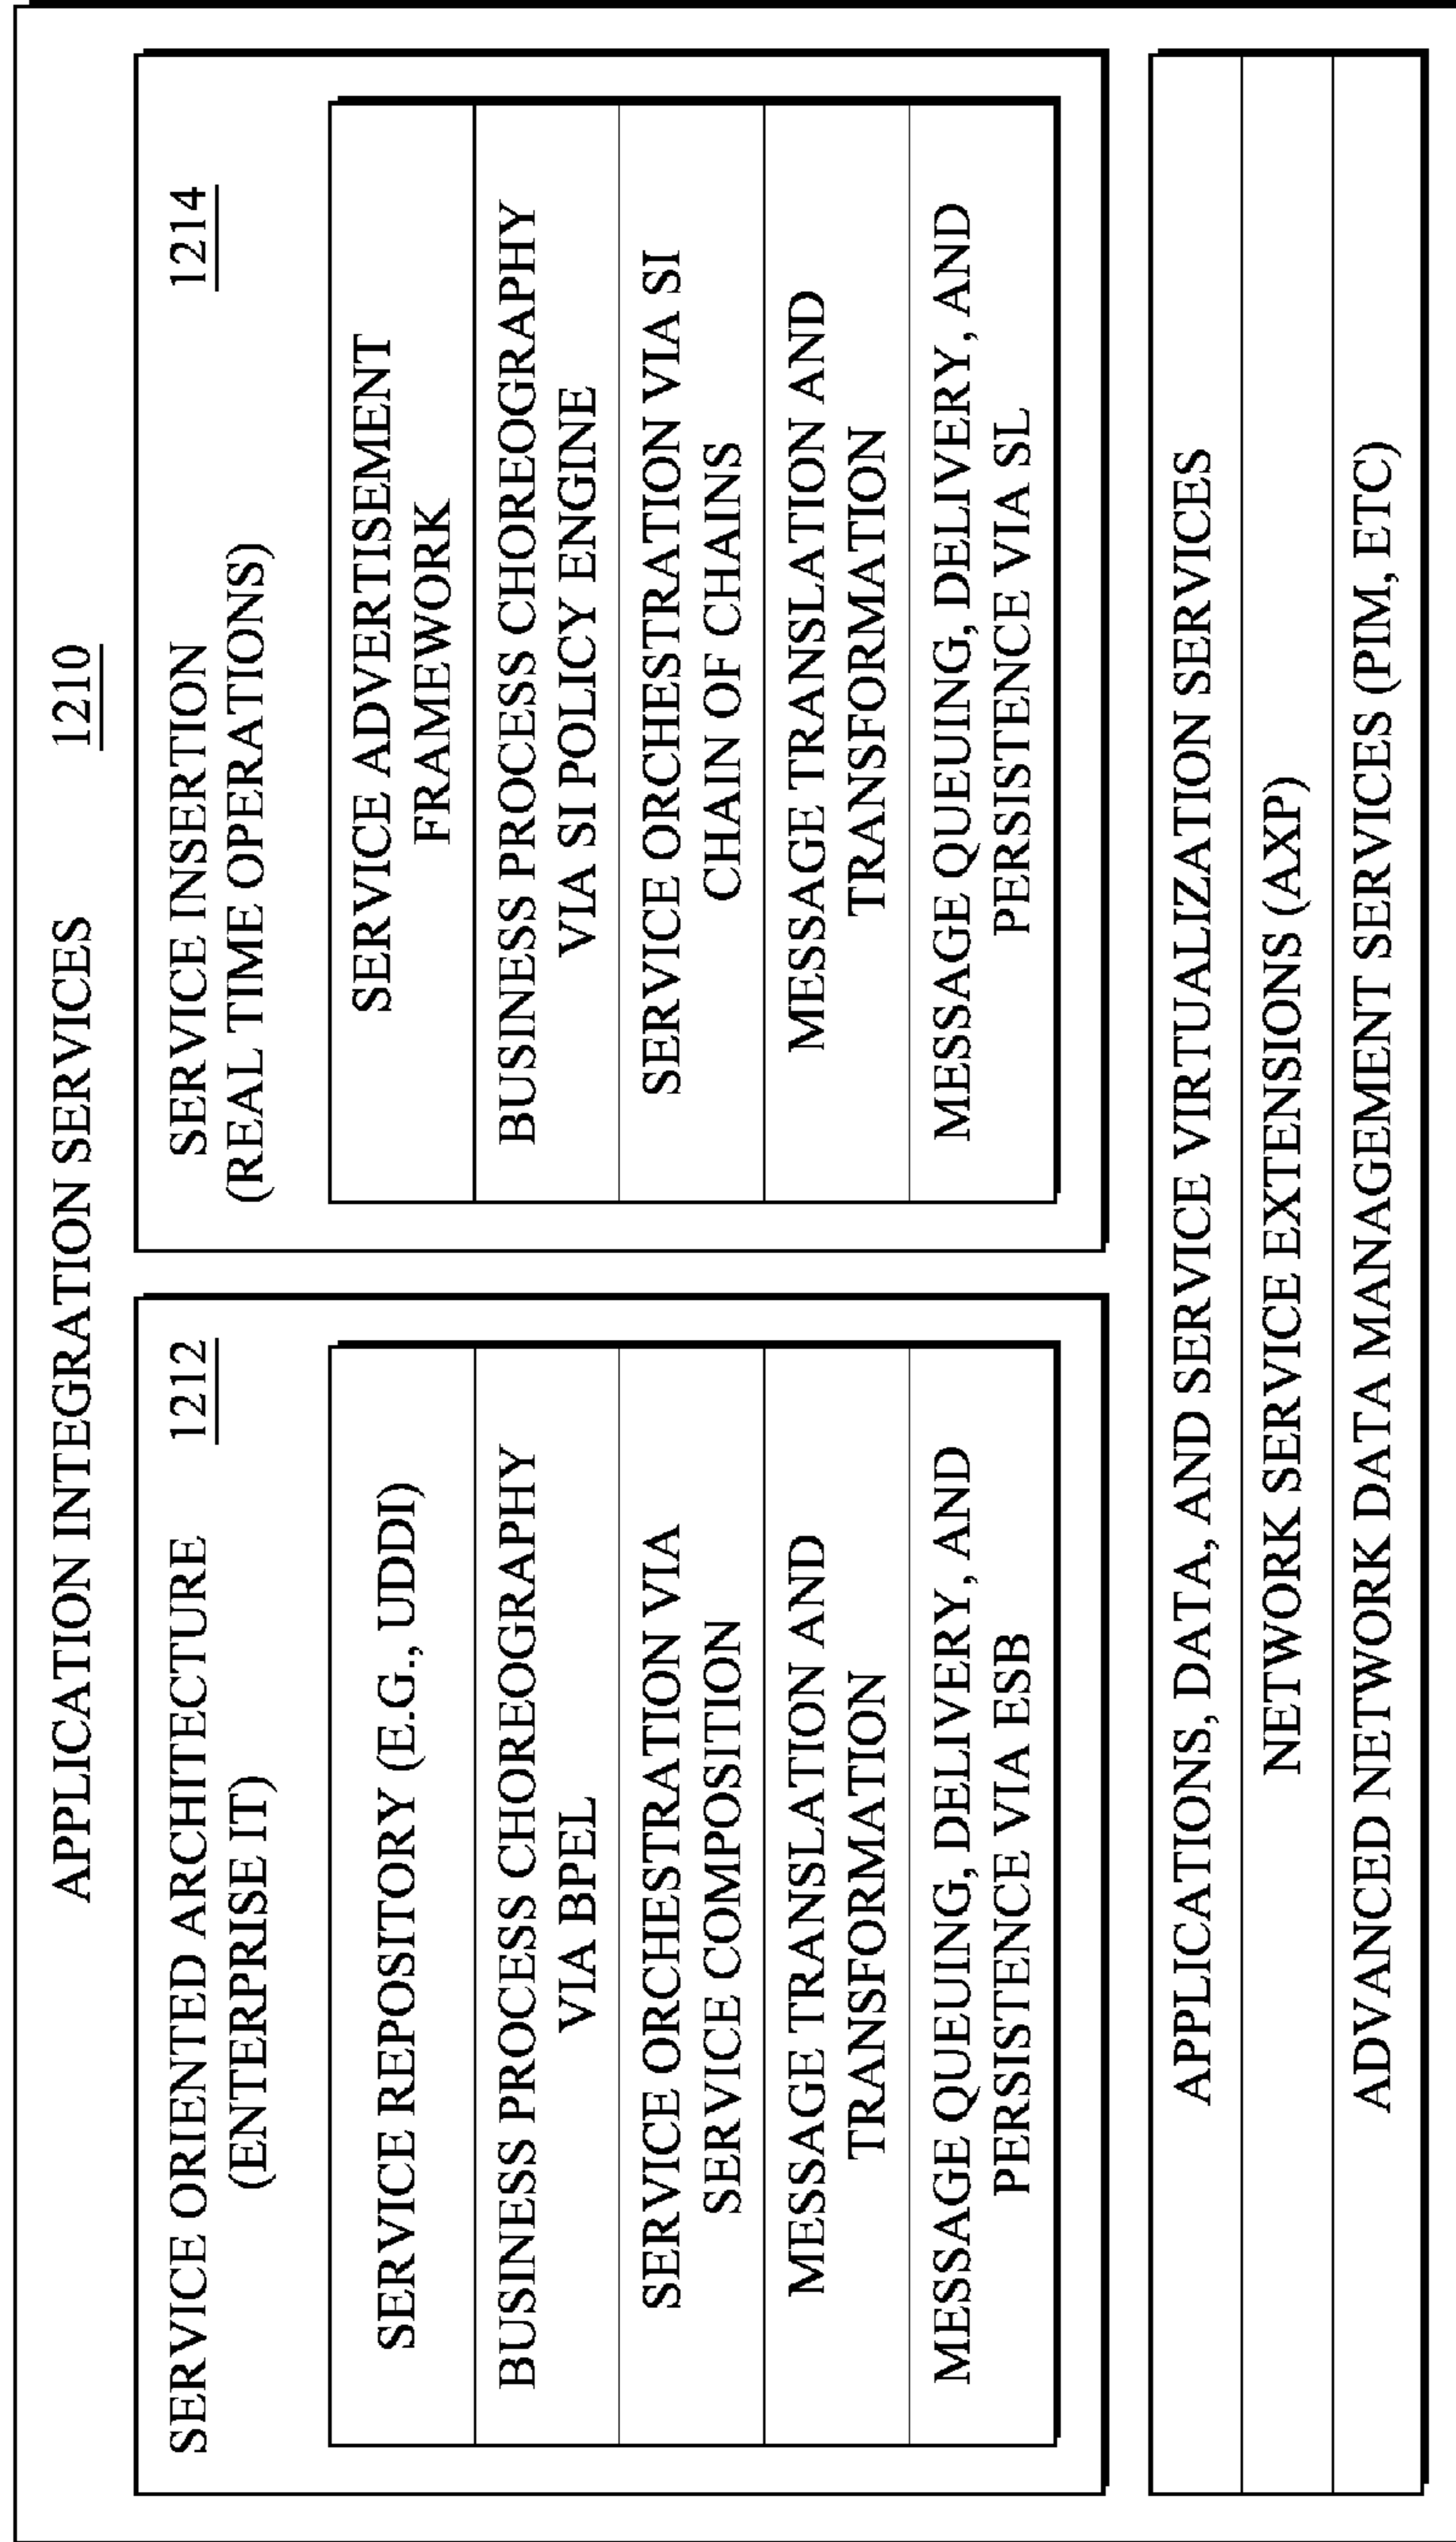 APPLICATION INTEGRATION SERVICES 1210
SERVICE ORIENTED ARCHITECTURE 1212
(ENTERPRISE IT)
SERVICE REPOSITORY (E.G., UDDI)
BUSINESS PROCESS CHOREOGRAPHY
VIA BPEL
SERVICE ORCHESTRATION VIA
SERVICE COMPOSITION
MESSAGE TRANSLATION AND
TRANSFORMATION
MESSAGE QUEUING, DELIVERY, AND
PERSISTENCE VIA ESB
SERVICE INSERTION 1214
(REAL TIME OPERATIONS)
SERVICE ADVERTISEMENT
FRAMEWORK
BUSINESS PROCESS CHOREOGRAPHY
VIA SI POLICY ENGINE
SERVICE ORCHESTRATION VIA SI
CHAIN OF CHAINS
MESSAGE TRANSLATION AND
TRANSFORMATION
MESSAGE QUEUING, DELIVERY, AND
PERSISTENCE VIA SL
APPLICATIONS, DATA, AND SERVICE VIRTUALIZATION SERVICES
NETWORK SERVICE EXTENSIONS (AXP)
ADVANCED NETWORK DATA MANAGEMENT SERVICES (PIM, ETC)